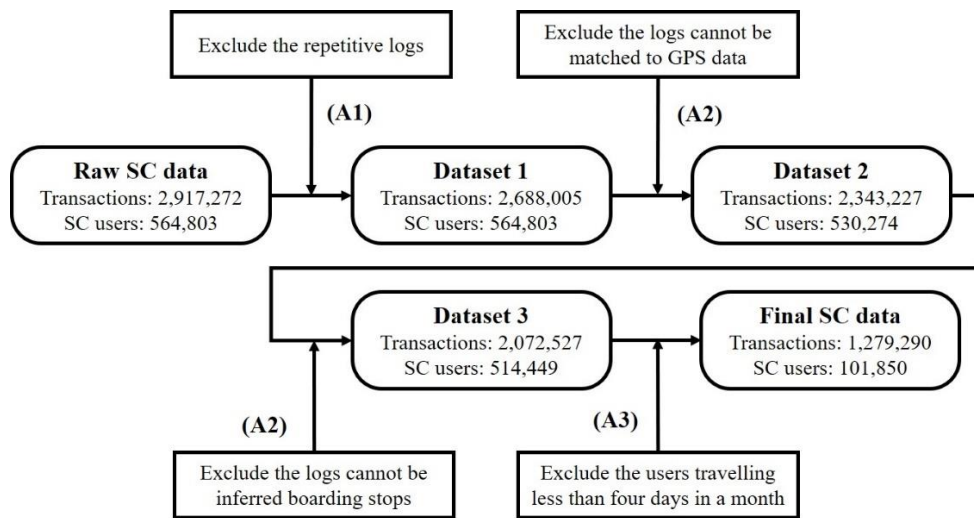 Exclude the repetitive logs
Exclude the logs cannot be
matched to GPS data
(A1)
(A2)
Raw SC data
Transactions: 2,917,272
SC users: 564,803
Dataset 1
Transactions: 2,688,005
SC users: 564,803
Dataset 2
Transactions: 2,343,227
SC users: 530,274
Dataset 3
Transactions: 2,072,527
SC users: 514,449
Final SC data
Transactions: 1,279,290
SC users: 101,850
(A2)
(A3)
Exclude the logs cannot be
inferred boarding stops
Exclude the users travelling
less than four days in a month